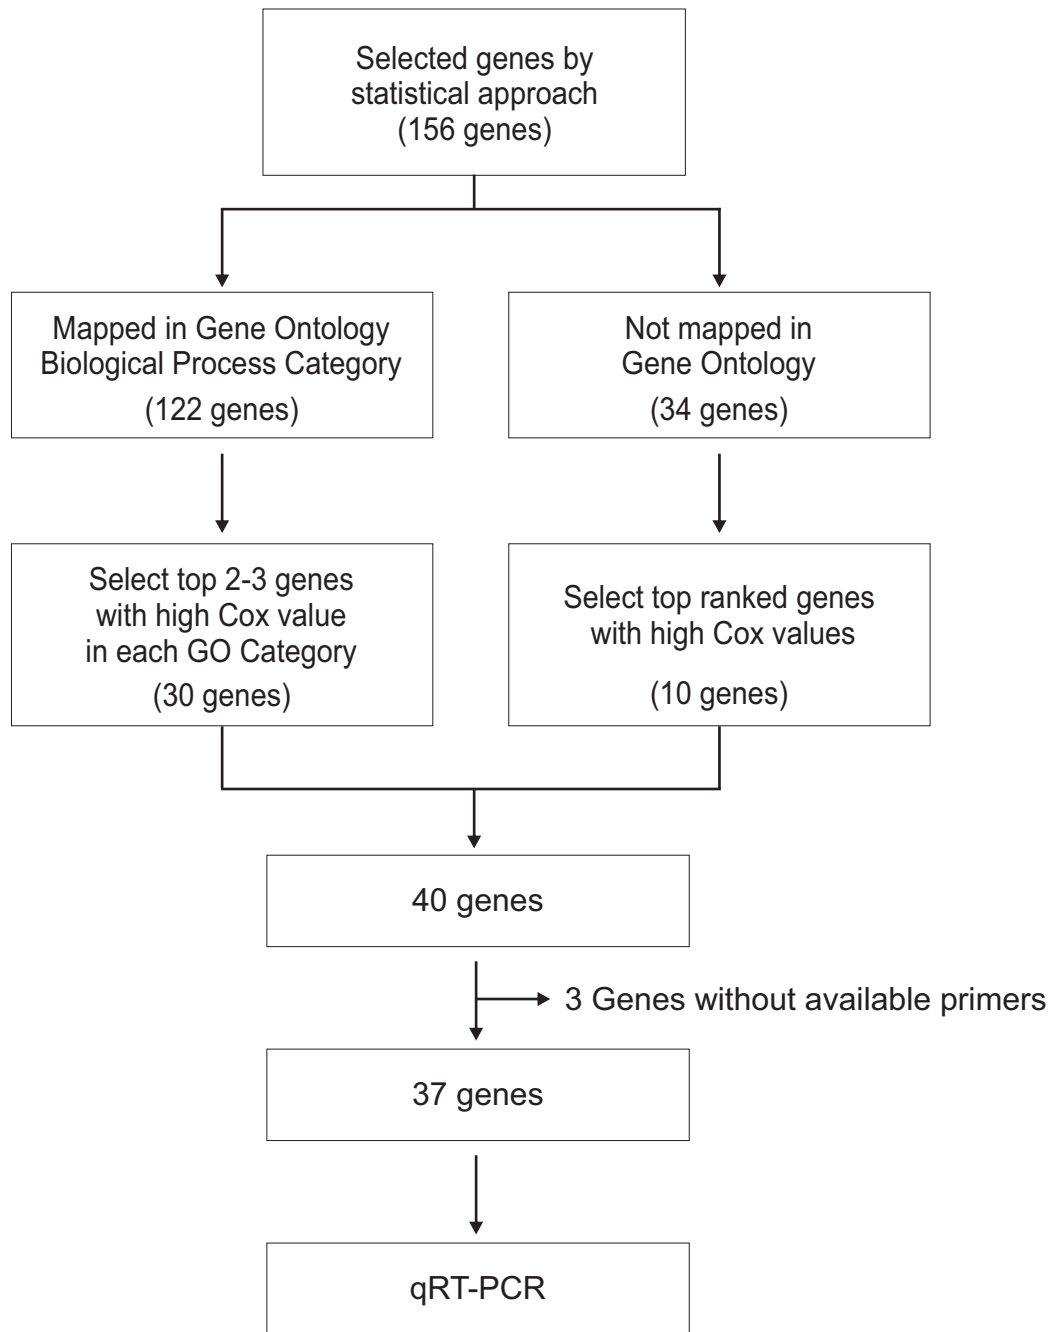 Selected genes by
statistical approach
(156 genes)
Mapped in Gene Ontology
Biological Process Category
(122 genes)
Not mapped in
Gene Ontology
(34 genes)
Select top 2-3 genes
with high Cox value
in each GO Category
(30 genes)
Select top ranked genes
with high Cox values
(10 genes)
40 genes
3 Genes without available primers
37 genes
qRT-PCR